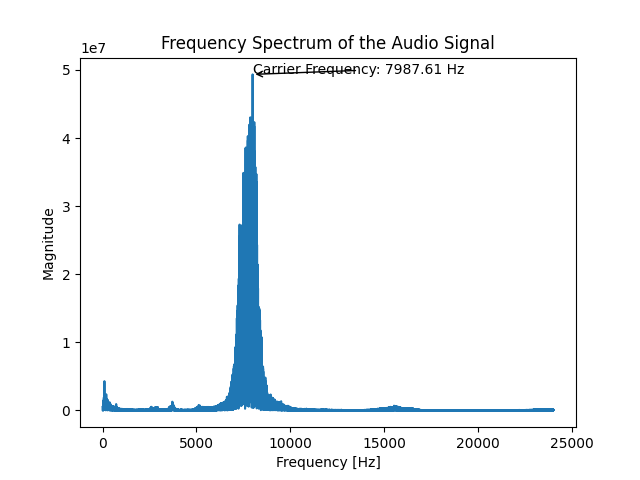 Frequency Spectrum of the Audio Signal
1e7
Carrier Frequency: 7987.61 Hz
5
4
3
2
1
0
Magnitude
0 5000 10000 15000 20000 25000
Frequency [Hz]